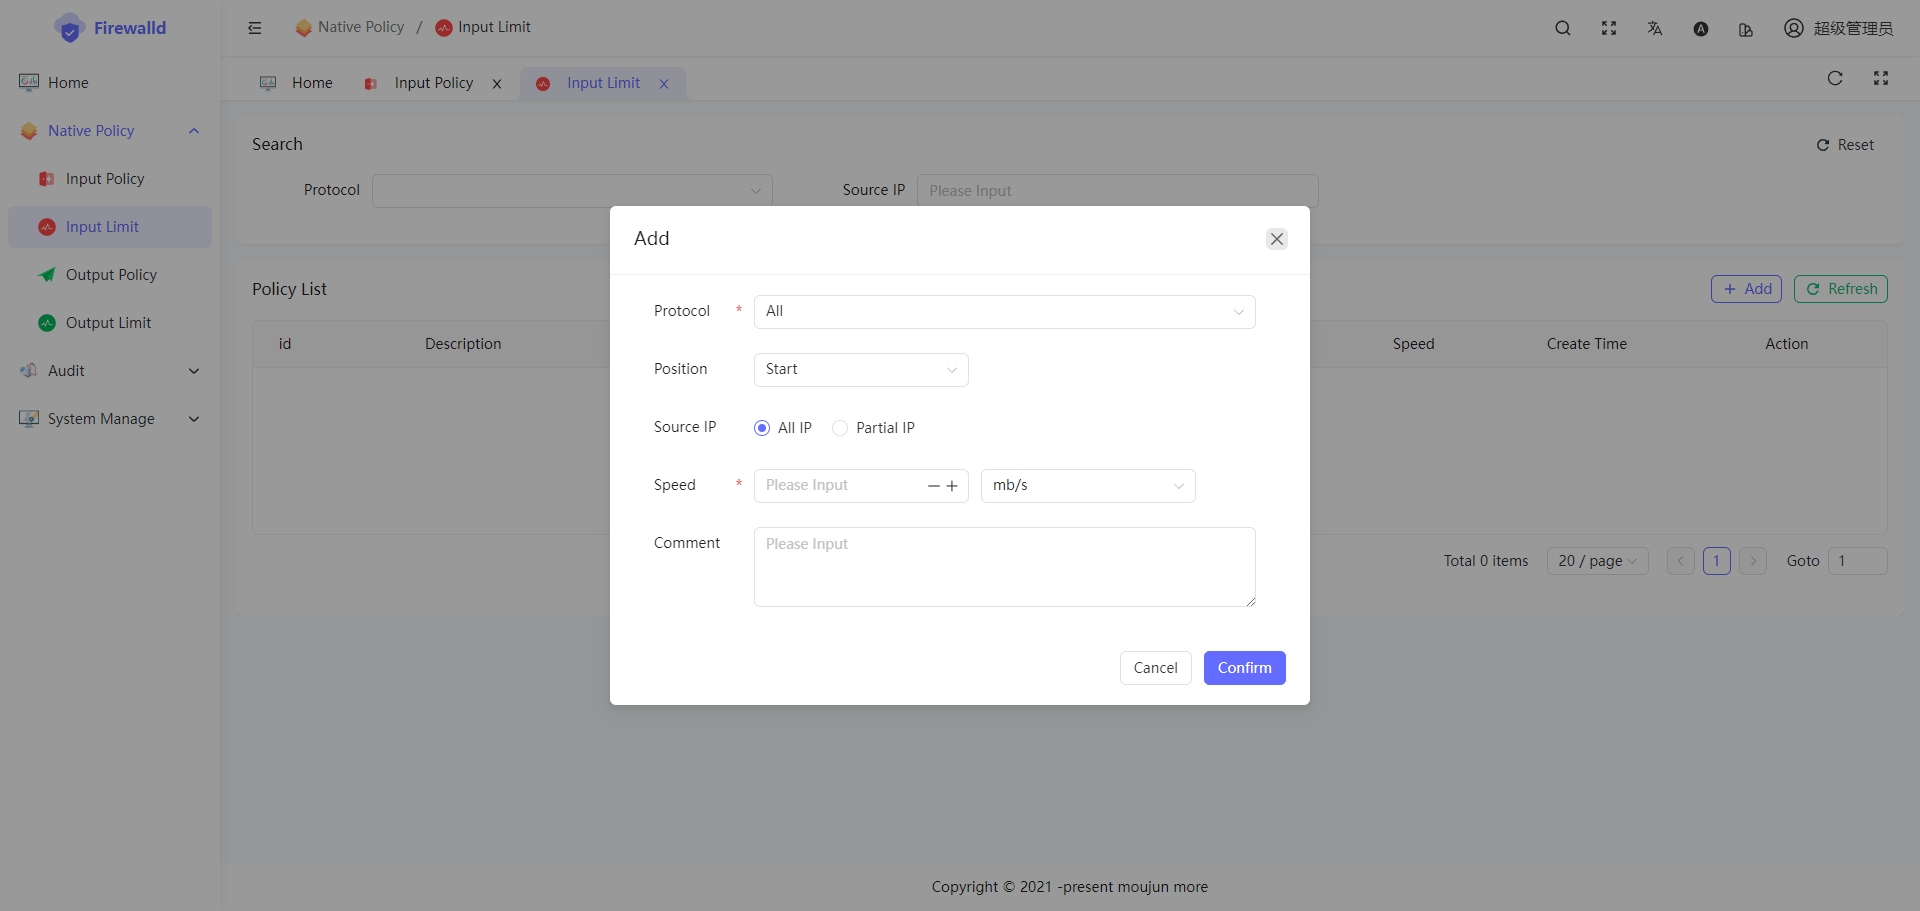 Firewalld
Native Policy / Input Limit
超级管理员
Home
Native Policy
Input Policy
Input Limit
Output Policy
Output Limit
Audit
System Manage
Home
Input Policy
Input Limit
Search
Reset
Protocol
Source IP
Please Input
Policy List
Add
Refresh
id
Description
Speed
Create Time
Action
Total 0 items
20 / page
1
Goto
1
Add
Protocol *
All
Position
Start
Source IP
All IP
Partial IP
Speed *
Please Input
mb/s
Comment
Please Input
Cancel
Confirm
Copyright © 2021 -present moujun more